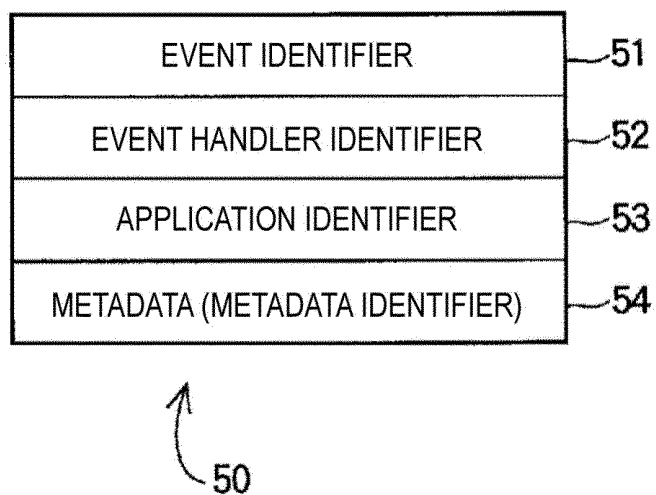 EVENT IDENTIFIER 51
EVENT HANDLER IDENTIFIER 52
APPLICATION IDENTIFIER 53
METADATA (METADATA IDENTIFIER) 54
50